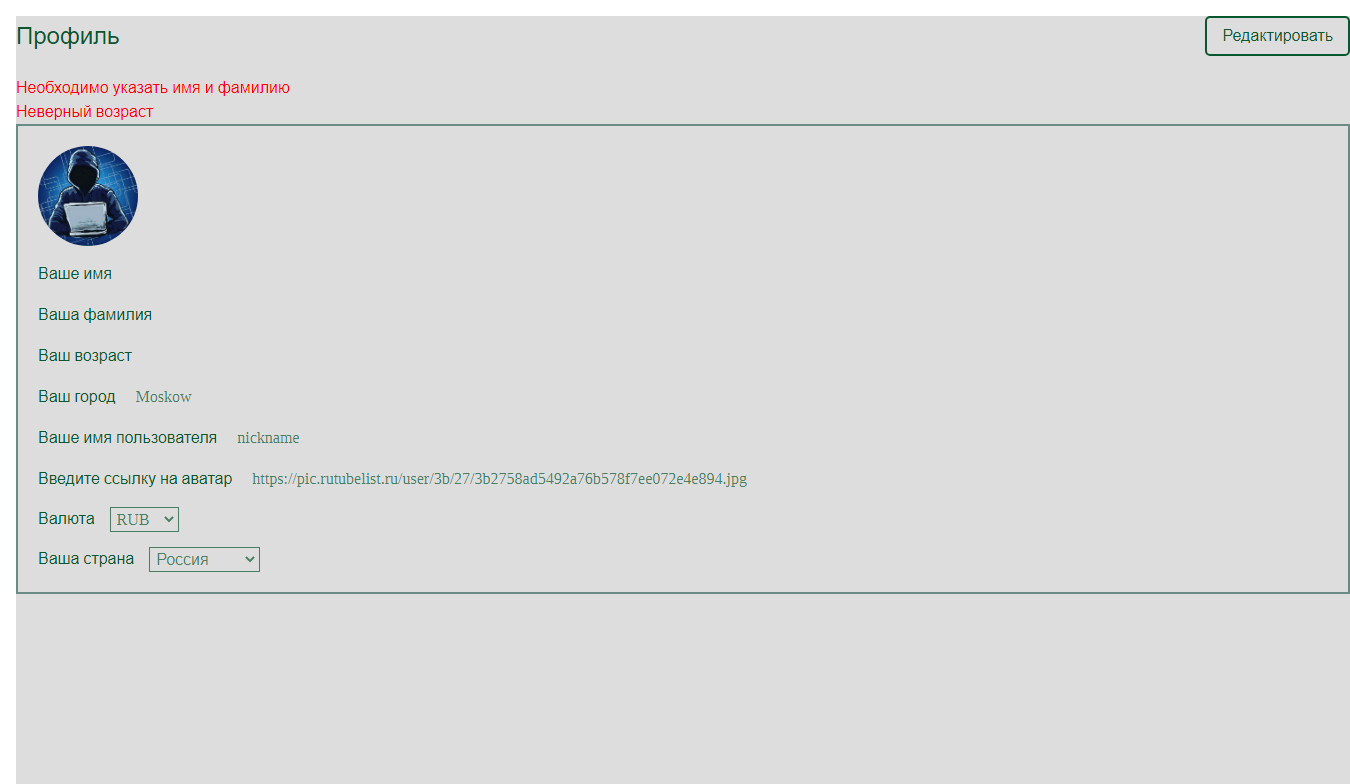 Профиль
Редактировать
Необходимо указать имя и фамилию
Неверный возраст
Ваше имя
Ваша фамилия
Ваш возраст
Ваш город Moskow
Ваше имя пользователя nickname
Введите ссылку на аватар https://pic.rutubelist.ru/user/3b/27/3b2758ad5492a76b578f7ee072e4e894.jpg
Валюта RUB
Ваша страна Россия